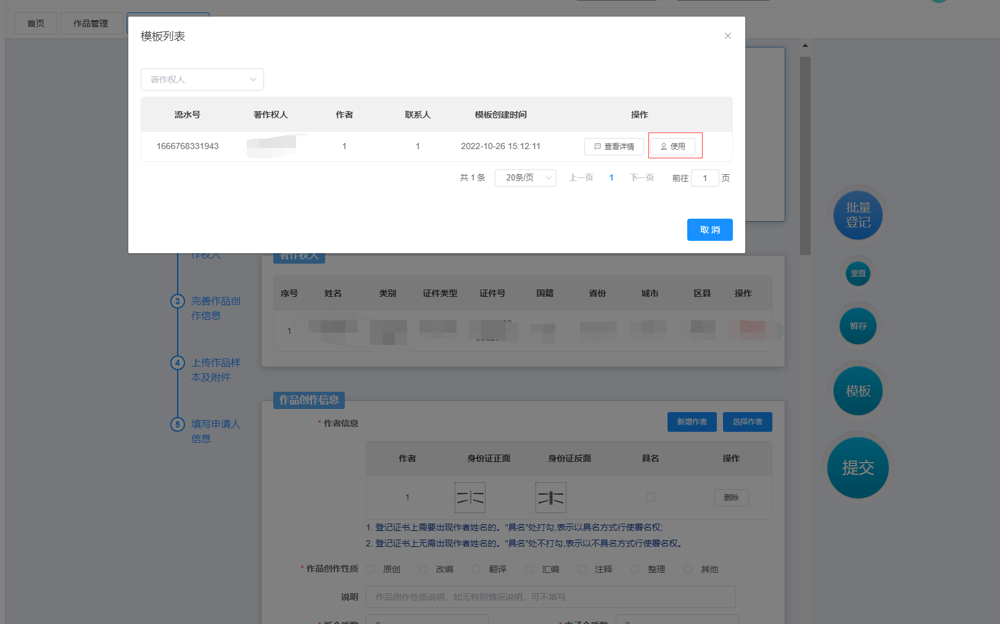 首页 作品管理
模板列表
著作权人
流水号 著作权人 作者 联系人 模板创建时间 操作
1666768331943 1 1 2022-10-26 15:12:11 查看详情 使用
共 1 条 20条/页 上一页 1 下一页 前往 1 页
取 消
批量
登记
重置
暂存
模板
提交
作权人
3 完善作品创
作信息
4 上传作品样
本及附件
5 填写申请人
信息
著作权人
序号 姓名 类别 证件类型 证件号 国籍 省份 城市 区县 操作
1
作品创作信息
* 作者信息 新增作者 选择作者
作者 身份证正面 身份证反面 具名 操作
1 删除
1. 登记证书上需要出现作者姓名的。"具名"处打勾,表示以具名方式行使署名权;
2. 登记证书上无需出现作者姓名的。"具名"处不打勾,表示以不具名方式行使署名权。
* 作品创作性质 原创 改编 翻译 汇编 注释 整理 其他
说明 作品创作性质说明，如无特别情况说明，可不填写